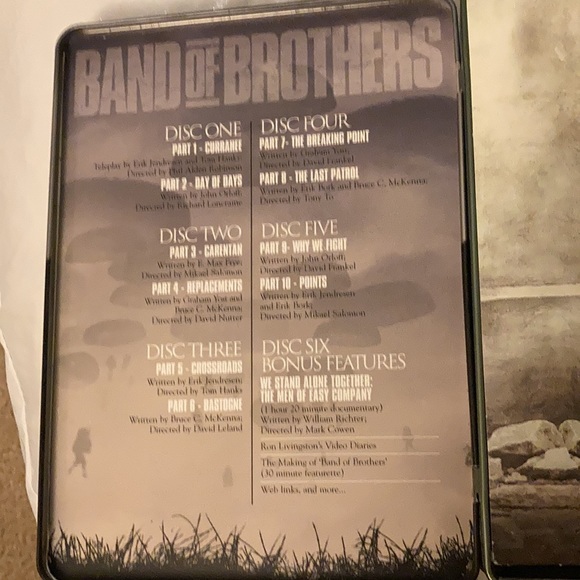 BAND OF BROTHERS
DISC ONE
PART 1 - CURRAHEE
Teleplay by Erik Jendresen and Tom Hanks;
Directed by Phil Alden Robinson
PART 2 - DAY OF DAYS
Written by John Orloff;
Directed by Richard Loncraine
DISC TWO
PART 3 - CARENTAN
Written by E. Max Frye;
Directed by Mikael Salomon
PART 4 - REPLACEMENTS
Written by Graham Yost and
Bruce C. McKenna;
Directed by David Nutter
DISC THREE
PART 5 - CROSSROADS
Written by Erik Jendresen;
Directed by Tom Hanks
PART 6 - BASTOGNE
Written by Bruce C. McKenna;
Directed by David Leland
DISC FOUR
PART 7- THE BREAKING POINT
Written by Graham Yost;
Directed by David Frankel
PART 8 - THE LAST PATROL
Written by Erik Bork and Bruce C. McKenna;
Directed by Tony To
DISC FIVE
PART 9- WHY WE FIGHT
Written by John Orloff;
Directed by David Frankel
PART 10 - POINTS
Written by Erik Jendresen
and Erik Bork;
Directed by Mikael Salomon
DISC SIX
BONUS FEATURES
WE STAND ALONE TOGETHER:
THE MEN OF EASY COMPANY
(1 hour 20 minute documentary)
Written by William Richter;
Directed by Mark Cowen
Ron Livingston's Video Diaries
The Making of 'Band of Brothers'
(30 minute featurette)
Web links, and more...